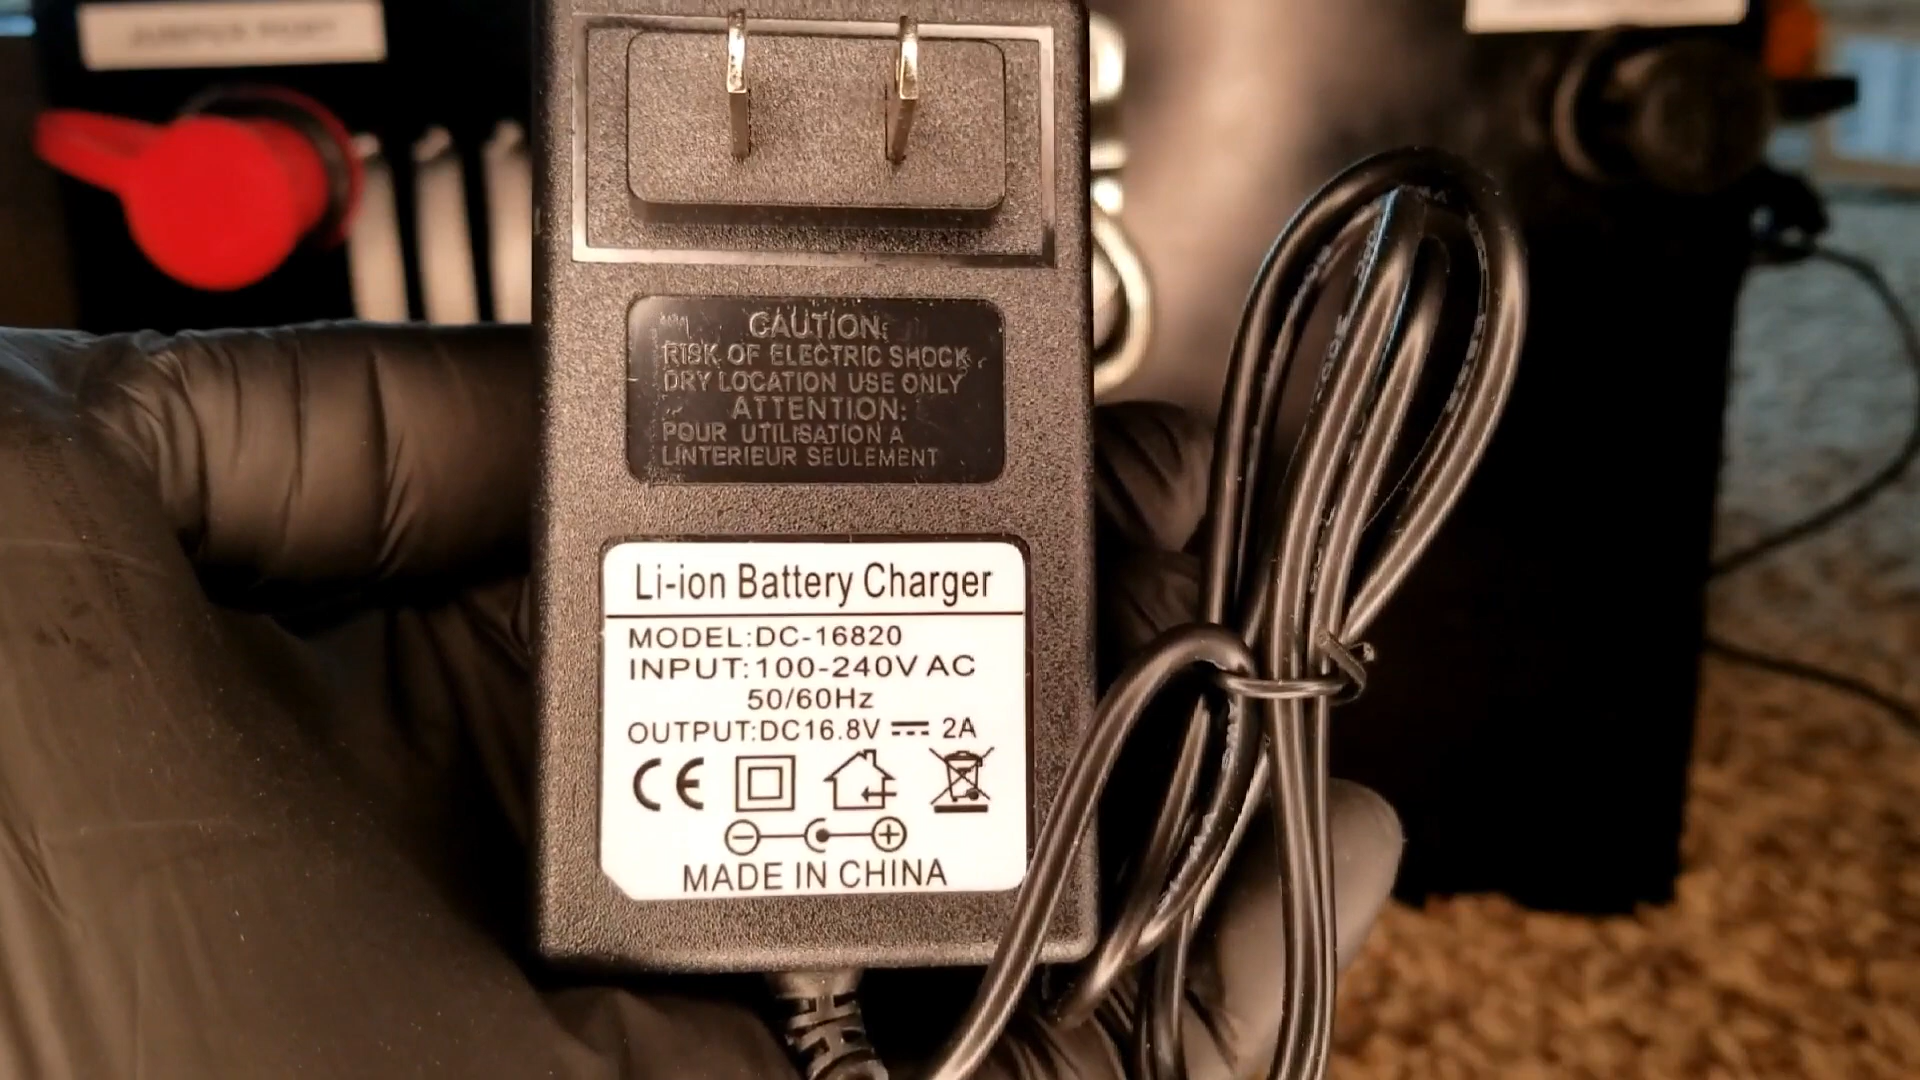 CAUTION:
RISK OF ELECTRIC SHOCK
DRY LOCATION USE ONLY
ATTENTION:
POUR UTILISATION A
LINTERIEUR SEULEMENT
Li-ion Battery Charger
MODEL:DC-16820
INPUT:100-240V AC
50/60Hz
OUTPUT:DC16.8V ⎓ 2A
CE
MADE IN CHINA